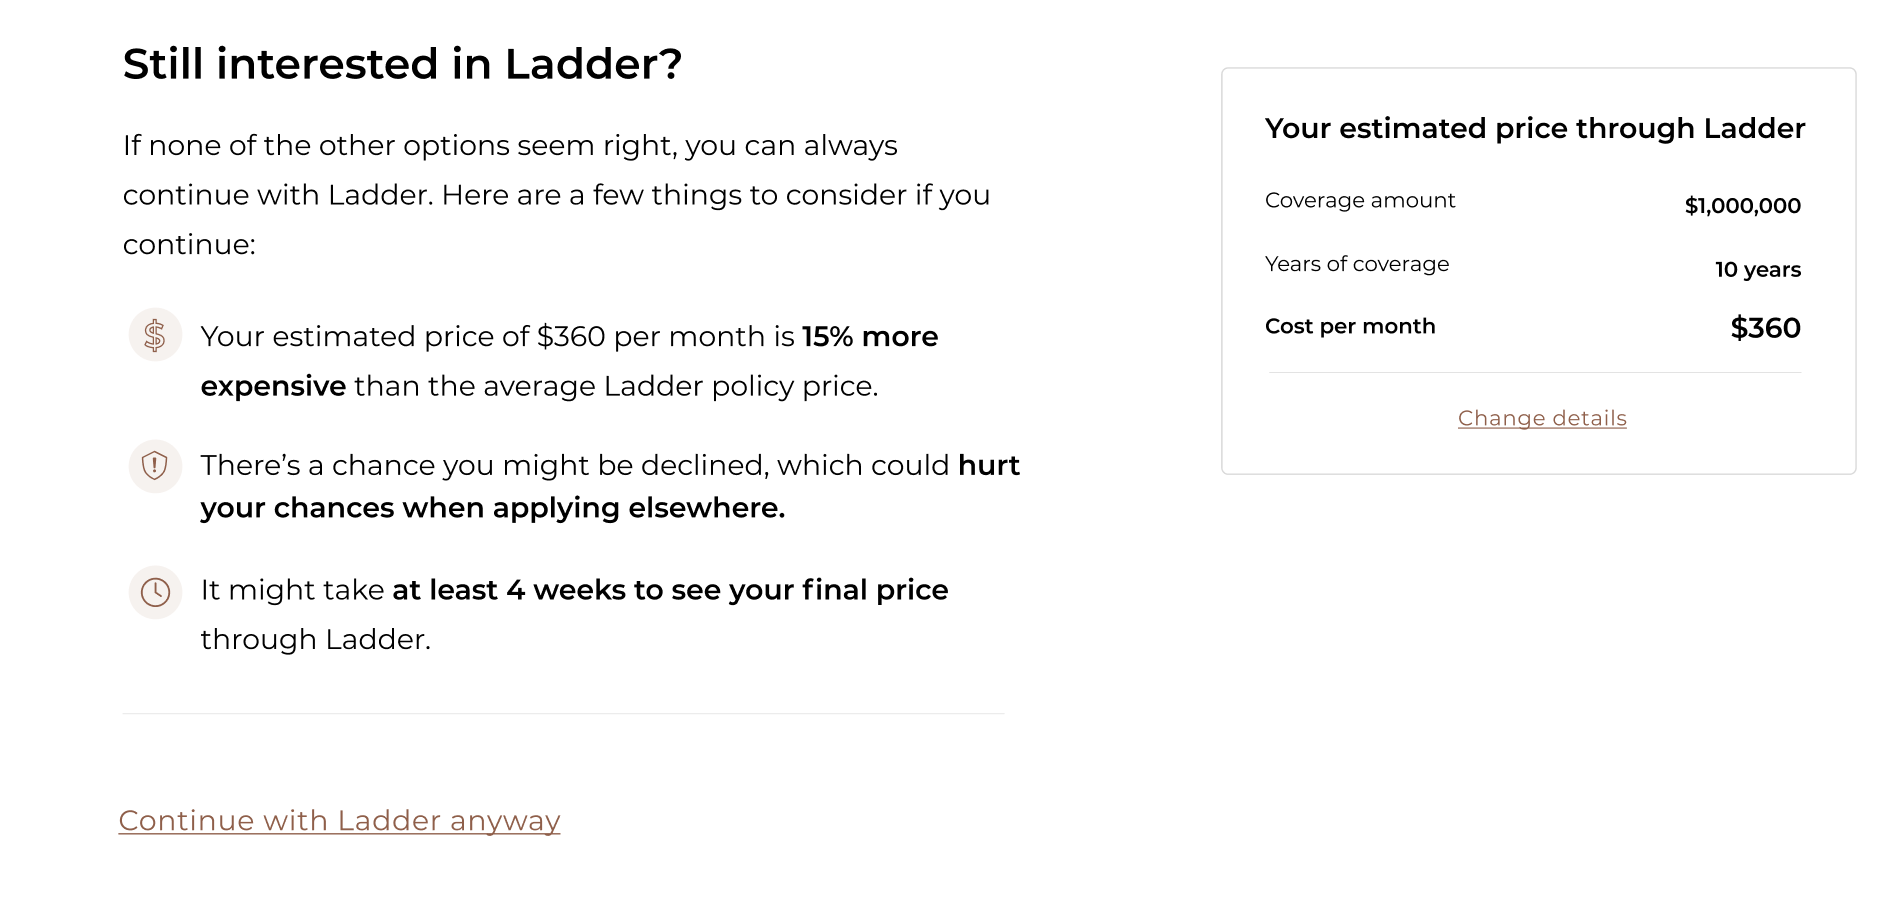 Still interested in Ladder?
If none of the other options seem right, you can always
continue with Ladder. Here are a few things to consider if you
continue:
Your estimated price of $360 per month is 15% more
expensive than the average Ladder policy price.
There’s a chance you might be declined, which could hurt
your chances when applying elsewhere.
It might take at least 4 weeks to see your final price
through Ladder.
Continue with Ladder anyway
Your estimated price through Ladder
Coverage amount $1,000,000
Years of coverage 10 years
Cost per month $360
Change details